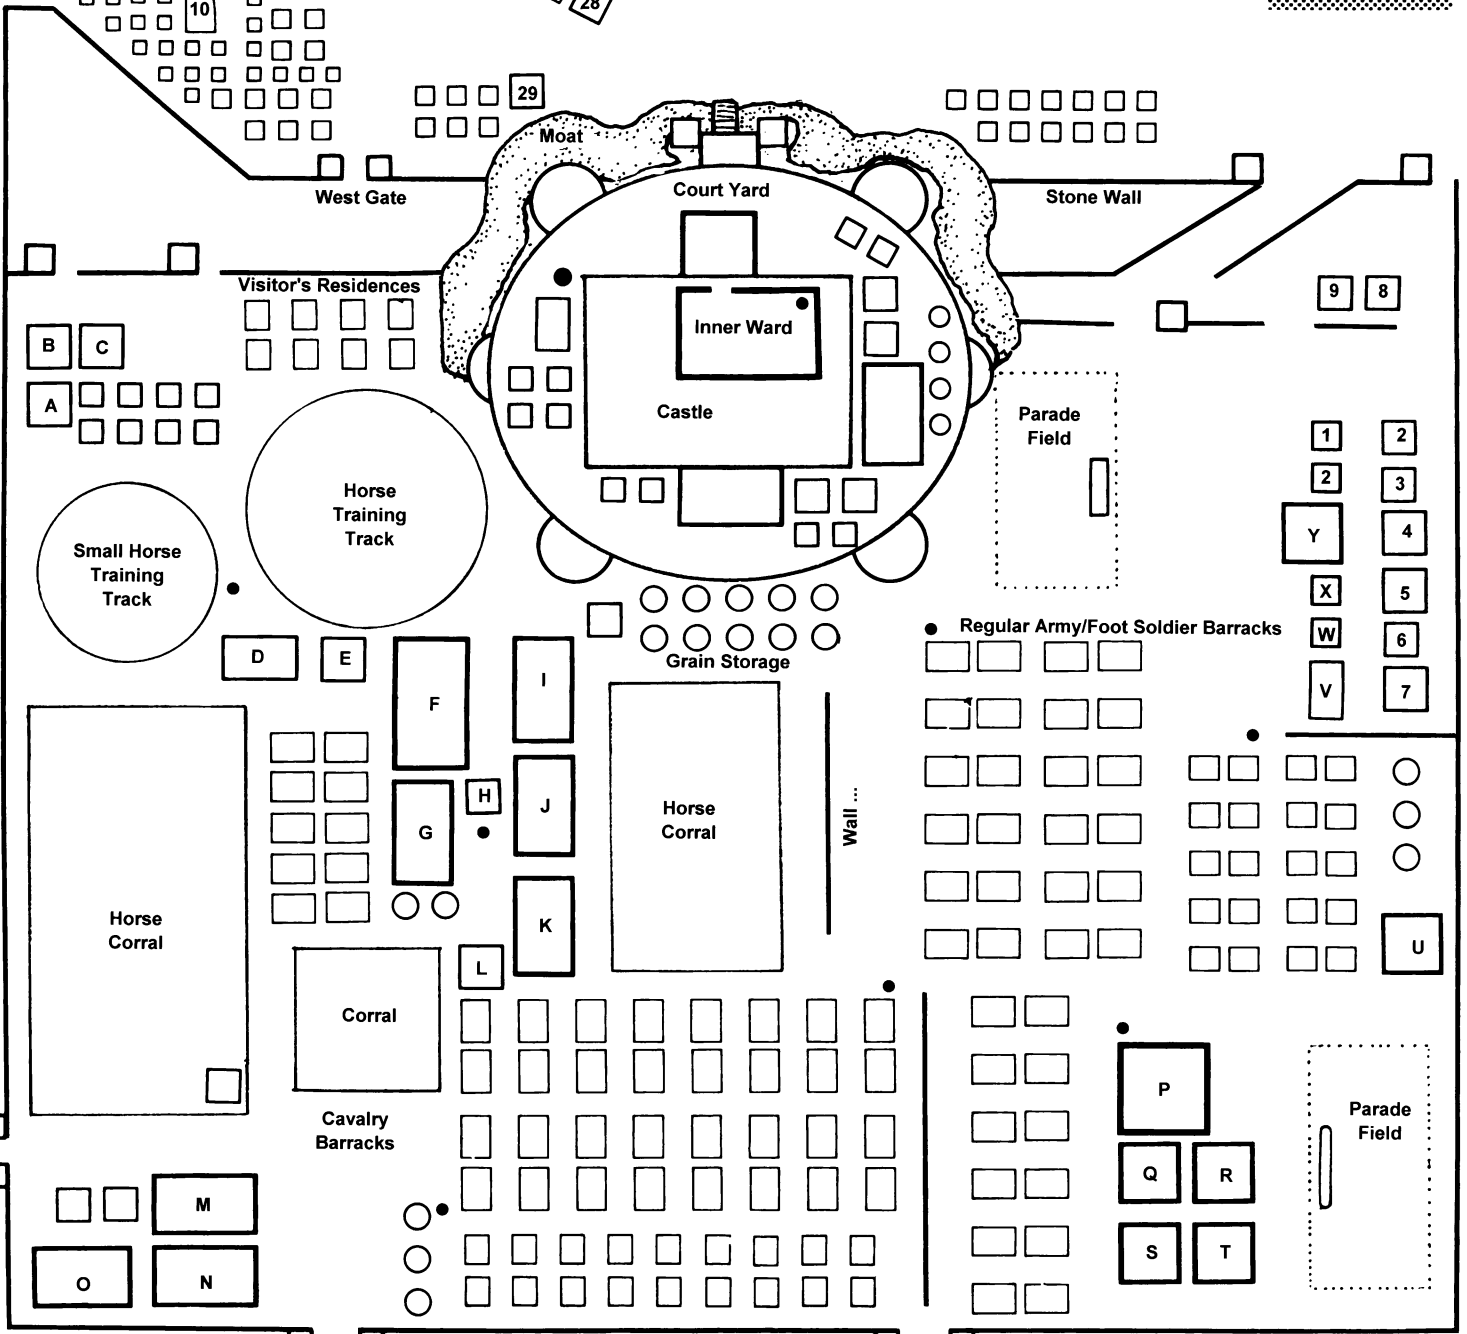 10
28
29
Moat
West Gate
Court Yard
Stone Wall
Visitor's Residences
9
8
B
C
Inner Ward
A
Castle
Parade
Field
1
2
2
3
Horse
Training
Track
Y
4
Small Horse
Training
Track
X
5
W
6
Regular Army/Foot Soldier Barracks
Grain Storage
D
E
F
I
V
7
H
J
G
Horse
Corral
Wall ...
Horse
Corral
K
U
L
Corral
P
Cavalry
Barracks
Parade
Field
Q
R
M
S
T
O
N